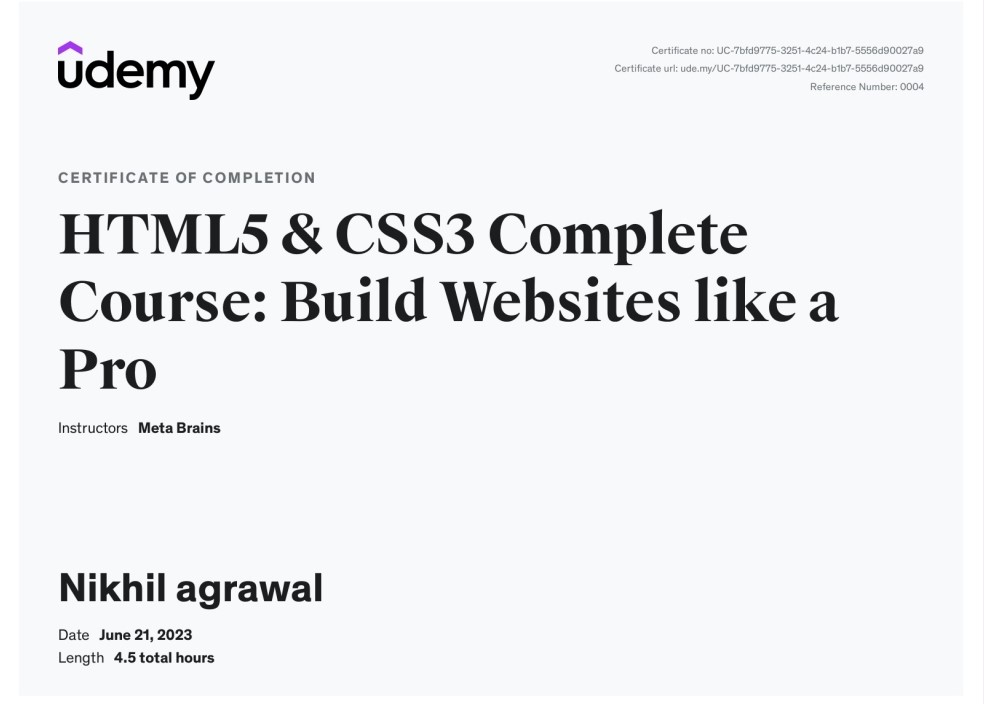 udemy
Certificate no: UC-7bfd9775-3251-4c24-b1b7-5556d90027a9
Certificate url: ude.my/UC-7bfd9775-3251-4c24-b1b7-5556d90027a9
Reference Number: 0004
CERTIFICATE OF COMPLETION
HTML5 & CSS3 Complete
Course: Build Websites like a
Pro
Instructors Meta Brains
Nikhil agrawal
Date June 21, 2023
Length 4.5 total hours